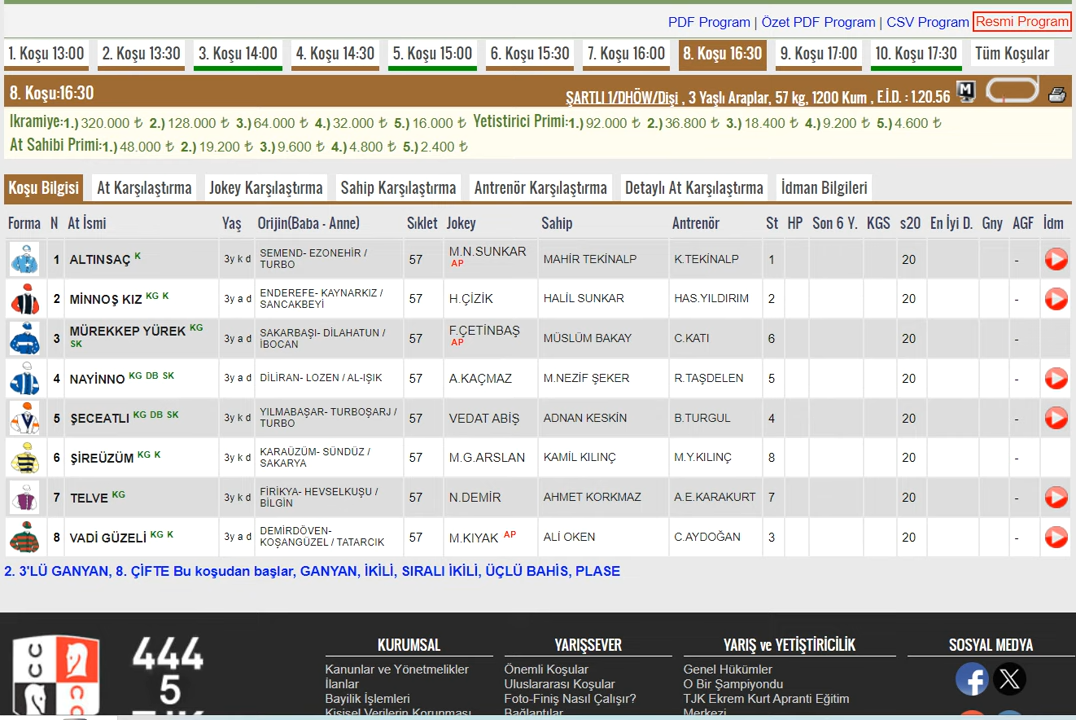 PDF Program | Özet PDF Program | CSV Program Resmi Program
1. Koşu 13:00 2. Koşu 13:30 3. Koşu 14:00 4. Koşu 14:30 5. Koşu 15:00 6. Koşu 15:30 7. Koşu 16:00 8. Koşu 16:30 9. Koşu 17:00 10. Koşu 17:30 Tüm Koşular
8. Koşu:16:30 ŞARTLI 1/DHÖW/Dişi , 3 Yaşlı Araplar, 57 kg, 1200 Kum , E.İ.D. : 1.20.56 M
Ikramiye:1.) 320.000 ₺ 2.) 128.000 ₺ 3.) 64.000 ₺ 4.) 32.000 ₺ 5.) 16.000 ₺ Yetistirici Primi:1.) 92.000 ₺ 2.) 36.800 ₺ 3.) 18.400 ₺ 4.) 9.200 ₺ 5.) 4.600 ₺
At Sahibi Primi:1.) 48.000 ₺ 2.) 19.200 ₺ 3.) 9.600 ₺ 4.) 4.800 ₺ 5.) 2.400 ₺
Koşu Bilgisi At Karşılaştırma Jokey Karşılaştırma Sahip Karşılaştırma Antrenör Karşılaştırma Detaylı At Karşılaştırma İdman Bilgileri
Forma N At İsmi Yaş Orijin(Baba - Anne) Sıklet Jokey Sahip Antrenör St HP Son 6 Y. KGS s20 En İyi D. Gny AGF İdm
1 ALTINSAÇ K 3y k d SEMEND- EZONEHİR / TURBO 57 M.N.SUNKAR AP MAHİR TEKİNALP K.TEKİNALP 1 20 -
2 MİNNOŞ KIZ KG K 3y a d ENDEREFE- KAYNARKIZ / SANCAKBEYİ 57 H.ÇİZİK HALİL SUNKAR HAS.YILDIRIM 2 20 -
3 MÜREKKEP YÜREK KG SK 3y a d SAKARBAŞI- DİLAHATUN / İBOCAN 57 F.ÇETİNBAŞ AP MÜSLÜM BAKAY C.KATI 6 20 -
4 NAYİNNO KG DB SK 3y a d DİLİRAN- LOZEN / AL-IŞIK 57 A.KAÇMAZ M.NEZİF ŞEKER R.TAŞDELEN 5 20 -
5 ŞECEATLI KG DB SK 3y k d YILMABAŞAR- TURBOŞARJ / TURBO 57 VEDAT ABİŞ ADNAN KESKİN B.TURGUL 4 20 -
6 ŞİREÜZÜM KG K 3y k d KARAÜZÜM- SÜNDÜZ / SAKARYA 57 M.G.ARSLAN KAMİL KILINÇ M.Y.KILINÇ 8 20 -
7 TELVE KG 3y k d FİRİKYA- HEVSELKUŞU / BİLGİN 57 N.DEMİR AHMET KORKMAZ A.E.KARAKURT 7 20 -
8 VADİ GÜZELİ KG K 3y a d DEMİRDÖVEN- KOŞANGÜZEL / TATARCIK 57 M.KIYAK AP ALİ OKEN C.AYDOĞAN 3 20 -
2. 3'LÜ GANYAN, 8. ÇİFTE Bu koşudan başlar, GANYAN, İKİLİ, SIRALI İKİLİ, ÜÇLÜ BAHİS, PLASE
444
5
TJK
KURUMSAL YARIŞSEVER YARIŞ ve YETİŞTİRİCİLİK SOSYAL MEDYA
Kanunlar ve Yönetmelikler Önemli Koşular Genel Hükümler
İlanlar Uluslararası Koşular O Bir Şampiyondu
Bayilik İşlemleri Foto-Finiş Nasıl Çalışır? TJK Ekrem Kurt Apranti Eğitim
Kişisel Verilerin Korunması Bağlantılar Merkezi